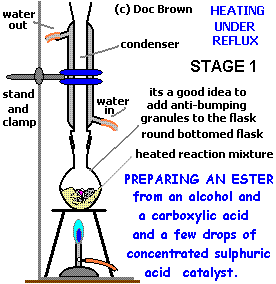 water
out
(c) Doc Brown
HEATING
UNDER
REFLUX
condenser
STAGE 1
stand
and
clamp
water
in
its a good idea to
add anti-bumping
granules to the flask
round bottomed flask
heated reaction mixture
PREPARING AN ESTER
from an alcohol and
a carboxylic acid
and a few drops of
concentrated sulphuric
acid catalyst.